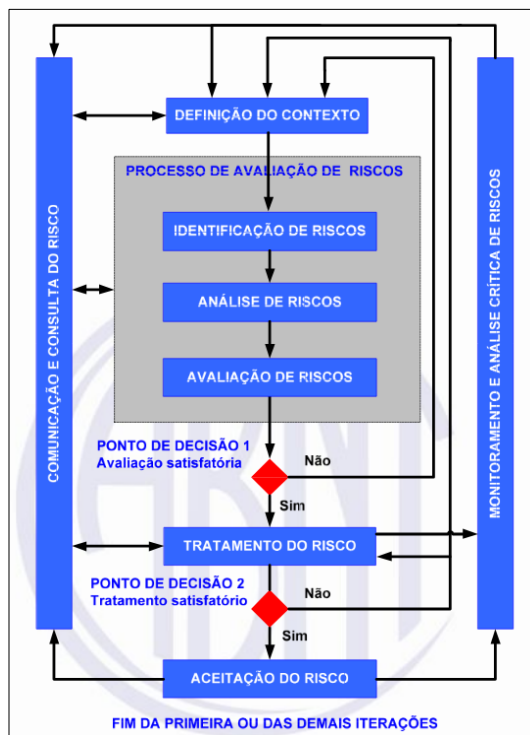 DEFINIÇÃO DO CONTEXTO
PROCESSO DE AVALIAÇÃO DE RISCOS
IDENTIFICAÇÃO DE RISCOS
ANÁLISE DE RISCOS
AVALIAÇÃO DE RISCOS
COMUNICAÇÃO E CONSULTA DO RISCO
MONITORAMENTO E ANÁLISE CRÍTICA DE RISCOS
PONTO DE DECISÃO 1
Avaliação satisfatória
Não
Sim
TRATAMENTO DO RISCO
PONTO DE DECISÃO 2
Tratamento satisfatório
Não
Sim
ACEITAÇÃO DO RISCO
FIM DA PRIMEIRA OU DAS DEMAIS ITERAÇÕES
ABNT